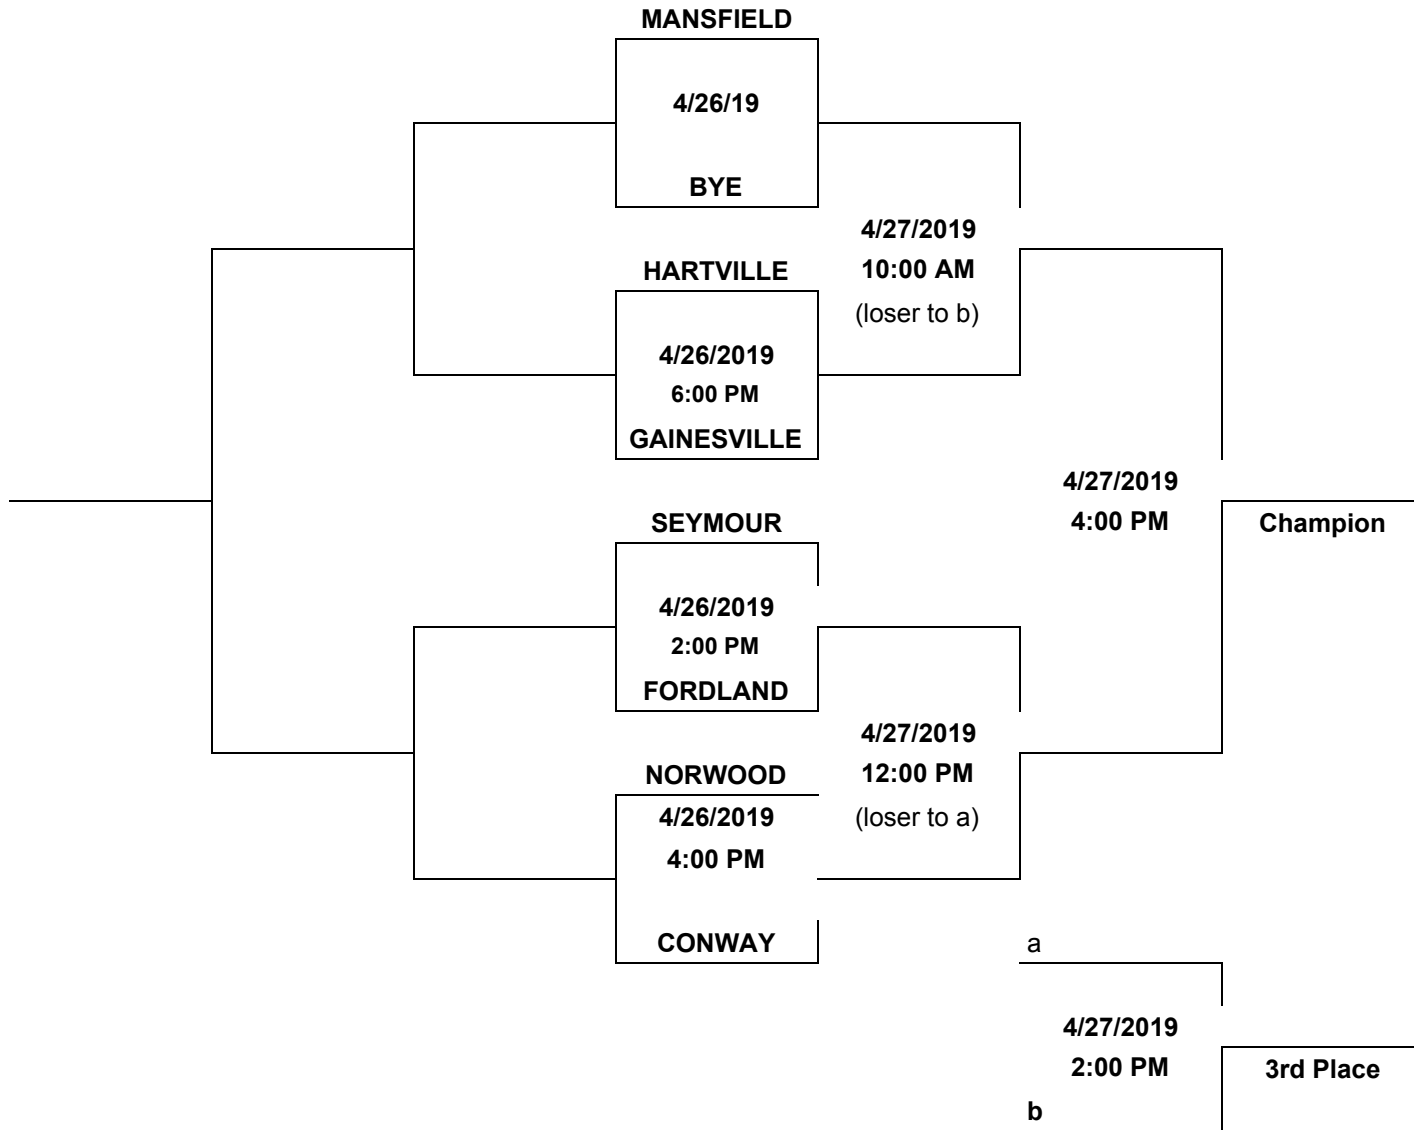 MANSFIELD
4/26/19
BYE
4/27/2019
HARTVILLE
10:00 AM
(loser to b)
4/26/2019
6:00 PM
GAINESVILLE
4/27/2019
SEYMOUR
4:00 PM
Champion
4/26/2019
2:00 PM
FORDLAND
4/27/2019
NORWOOD
12:00 PM
4/26/2019
(loser to a)
4:00 PM
CONWAY
a
4/27/2019
2:00 PM
3rd Place
b